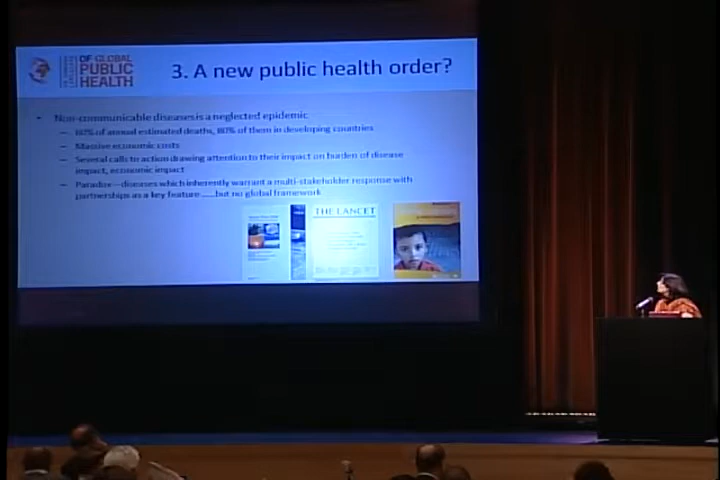 OF GLOBAL
PUBLIC
HEALTH
3. A new public health order?
• Non-communicable diseases is a neglected epidemic
– 60% of annual estimated deaths, 80% of them in developing countries
– Massive economic costs
– Several calls to action drawing attention to their impact on burden of disease
impact, economic impact
– Paradox—diseases which inherently warrant a multi-stakeholder response with
partnerships as a key feature .....but no global framework
THE LANCET